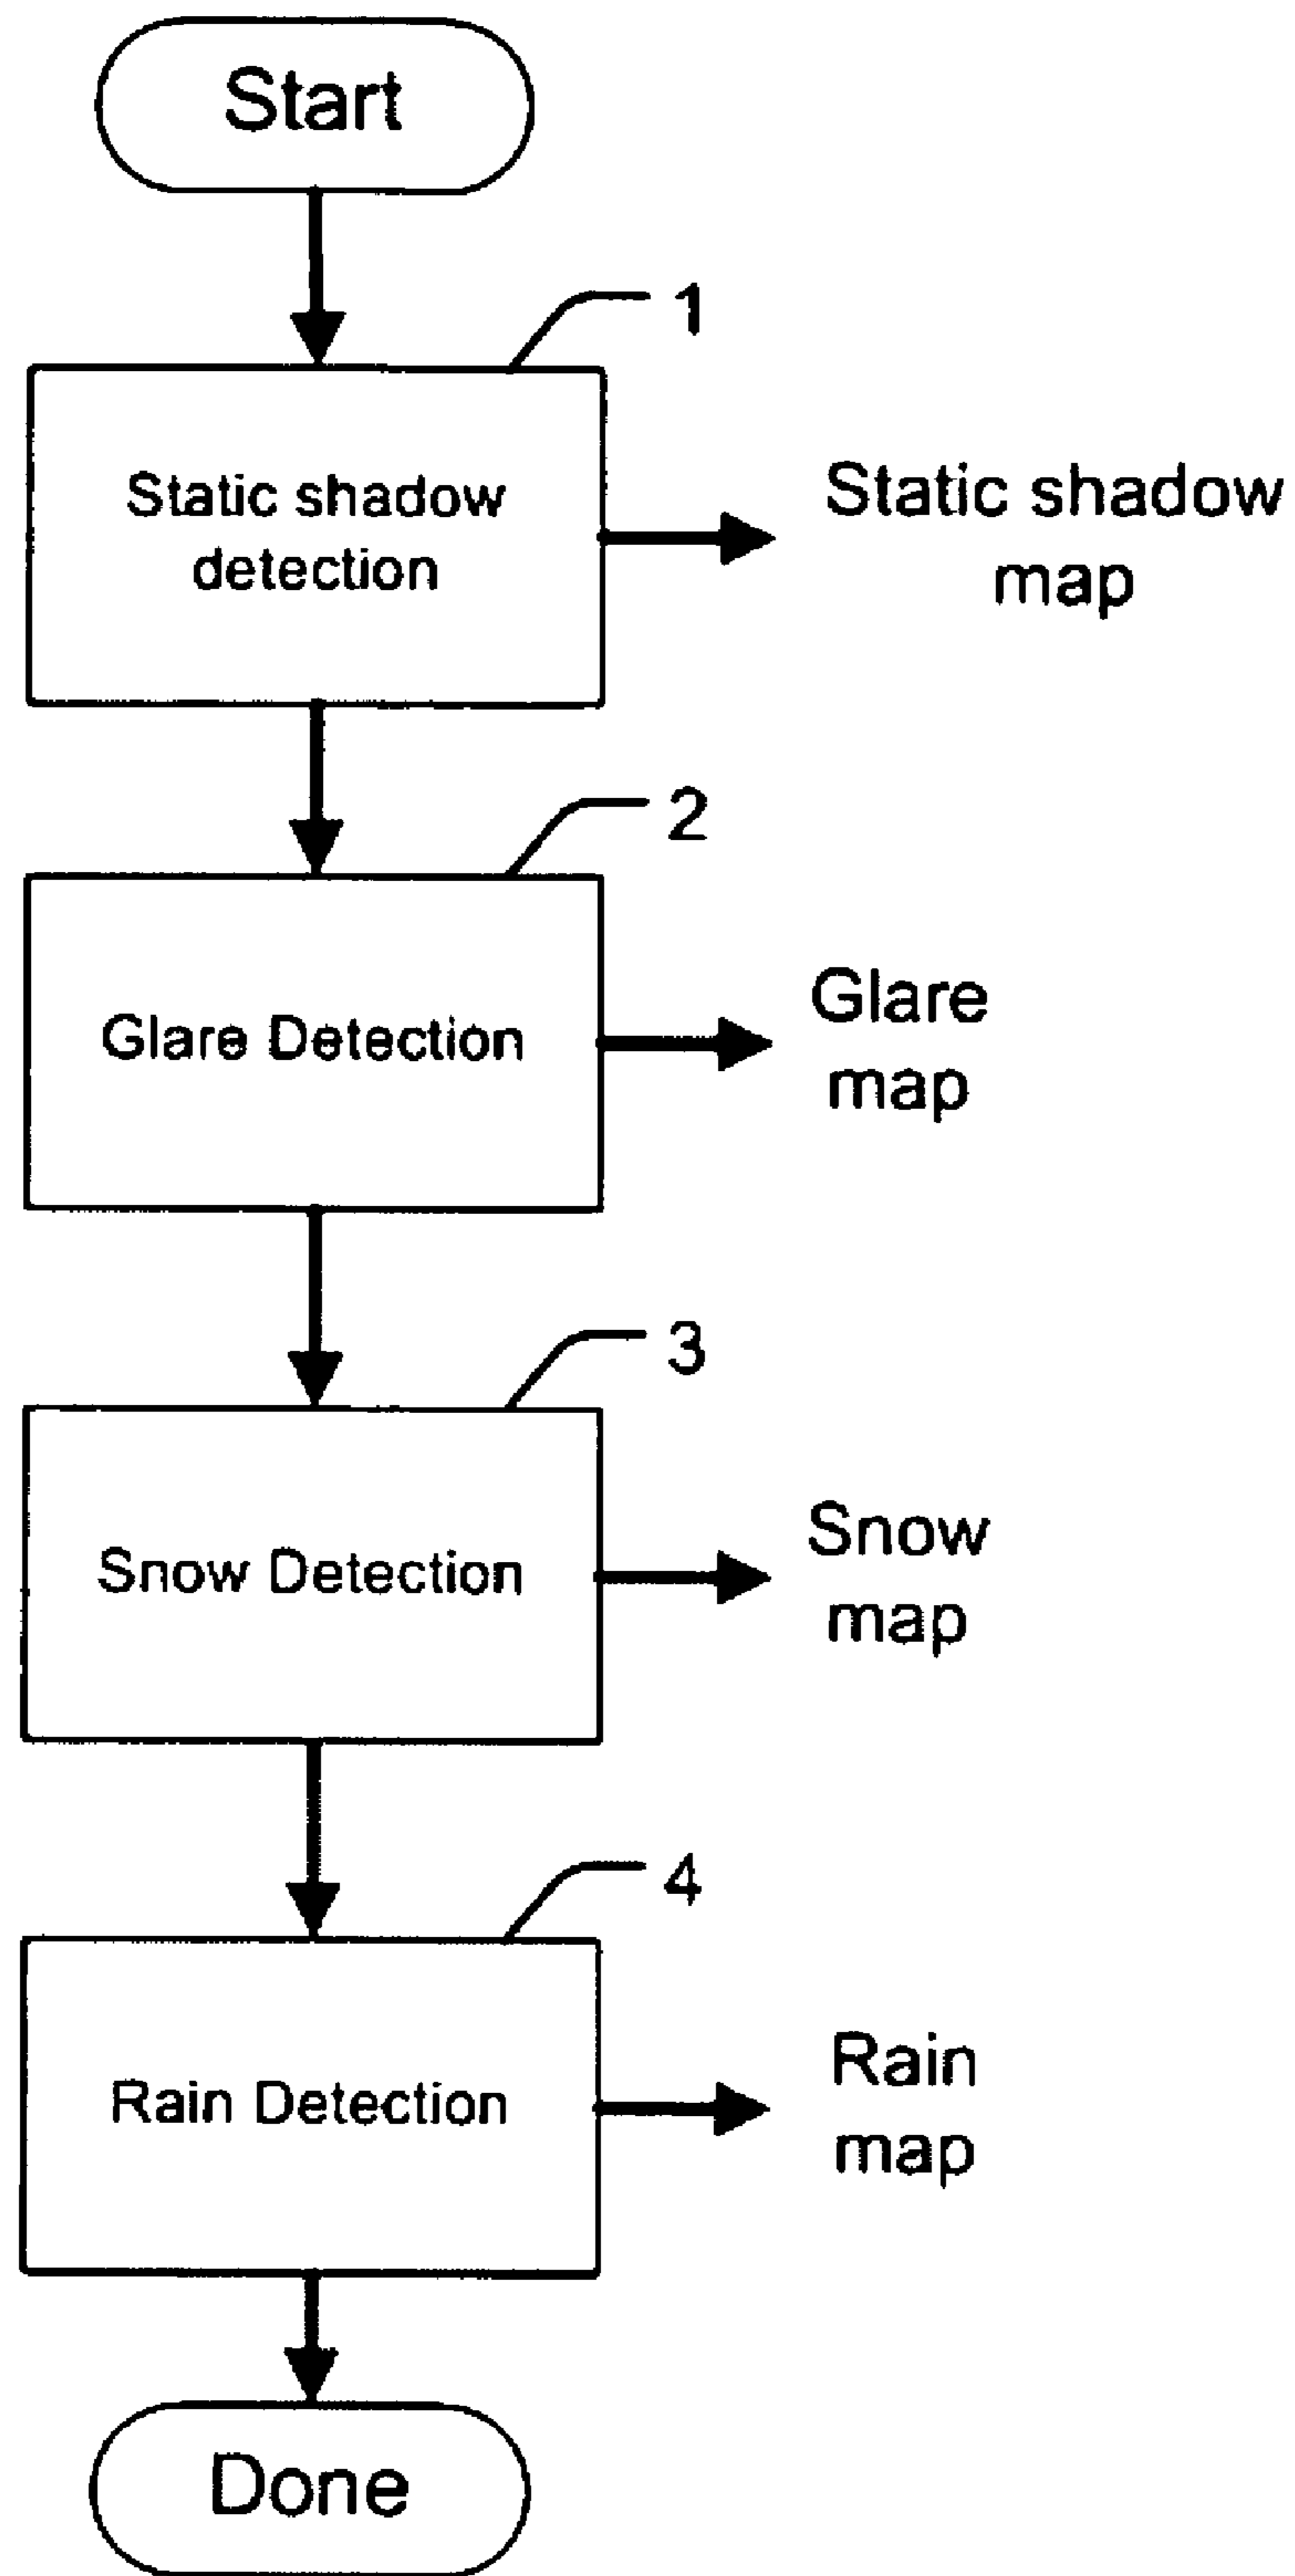 Start
1
Static shadow
detection
Static shadow
map
2
Glare Detection
Glare
map
3
Snow Detection
Snow
map
4
Rain Detection
Rain
map
Done